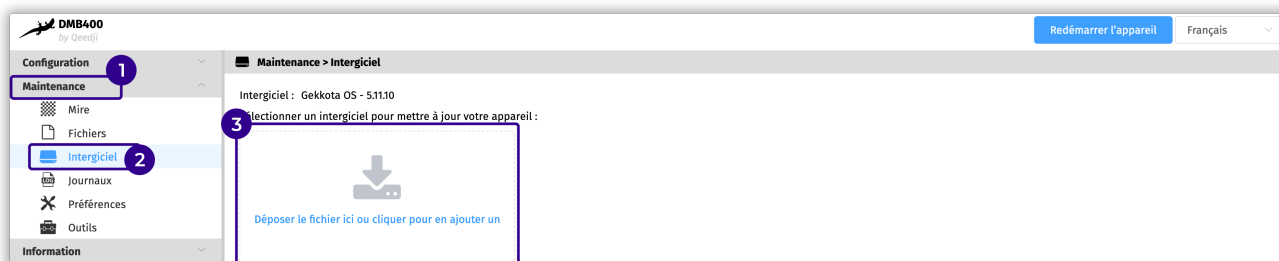 DMB400
by Qeedji
Redémarrer l'appareil
Français
Configuration
1
Maintenance
Mire
Fichiers
Intergiciel
2
LOG
Journaux
Préférences
Outils
Information
Maintenance > Intergiciel
Intergiciel : Gekkota OS - 5.11.10
3
lectionner un intergiciel pour mettre à jour votre appareil :
Déposer le fichier ici ou cliquer pour en ajouter un